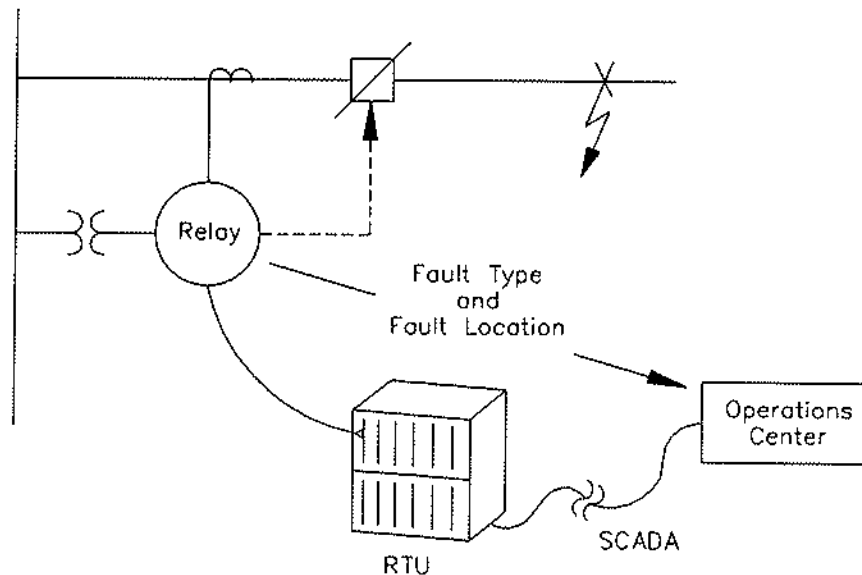 Relay
Fault Type
and
Fault Location
Operations
Center
SCADA
RTU